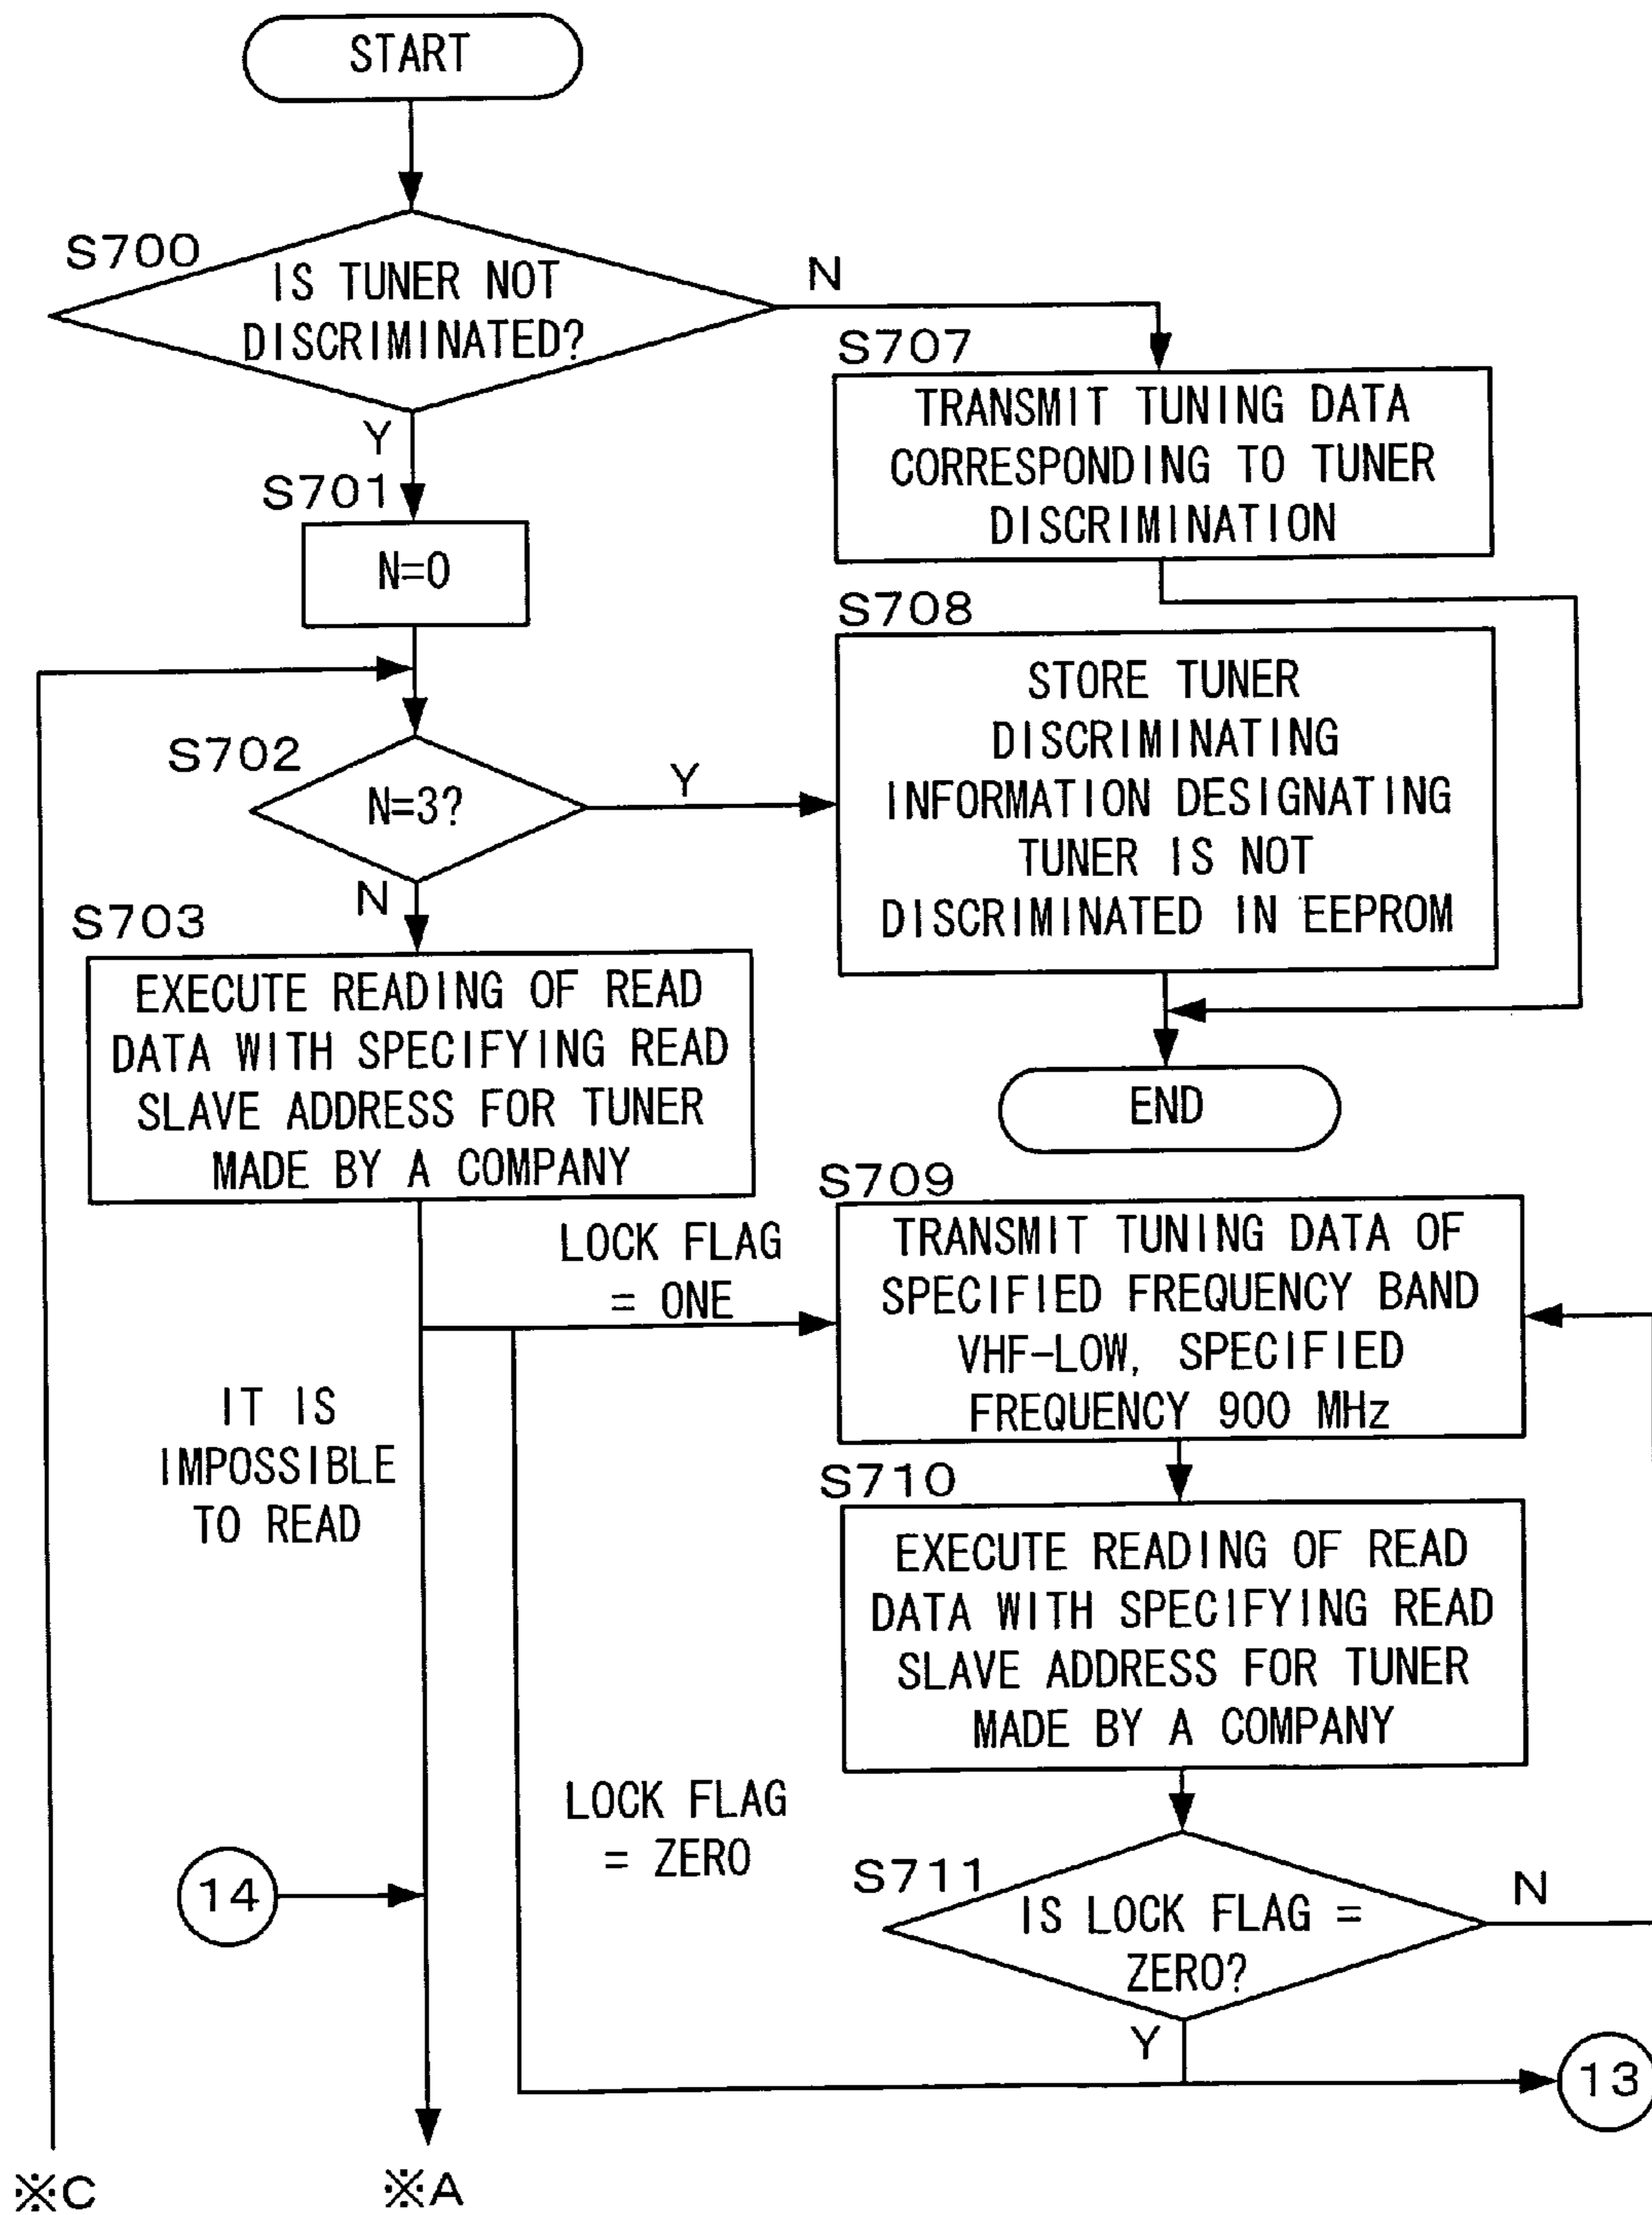 START
S700
IS TUNER NOT
DISCRIMINATED?
N
Y
S707
TRANSMIT TUNING DATA
CORRESPONDING TO TUNER
DISCRIMINATION
S701
N=0
S708
STORE TUNER
DISCRIMINATING
INFORMATION DESIGNATING
TUNER IS NOT
DISCRIMINATED IN EEPROM
S702
N=3?
Y
N
END
S703
EXECUTE READING OF READ
DATA WITH SPECIFYING READ
SLAVE ADDRESS FOR TUNER
MADE BY A COMPANY
LOCK FLAG
= ONE
S709
TRANSMIT TUNING DATA OF
SPECIFIED FREQUENCY BAND
VHF-LOW, SPECIFIED
FREQUENCY 900 MHz
IT IS
IMPOSSIBLE
TO READ
S710
EXECUTE READING OF READ
DATA WITH SPECIFYING READ
SLAVE ADDRESS FOR TUNER
MADE BY A COMPANY
LOCK FLAG
= ZERO
14
S711
IS LOCK FLAG =
ZERO?
N
Y
13
※C
※A